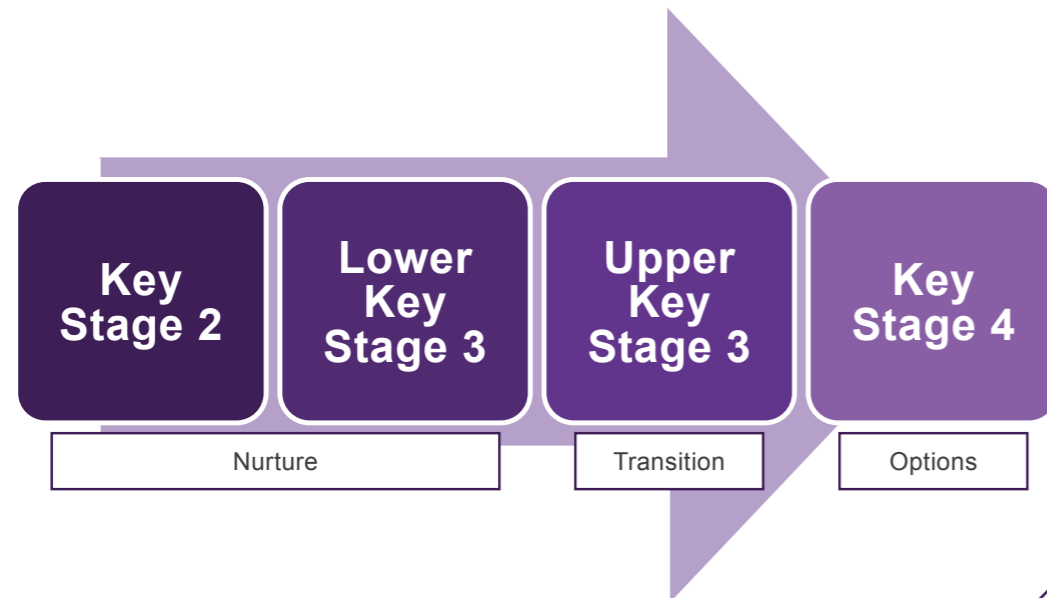 Key
Stage 2
Lower
Key
Stage 3
Upper
Key
Stage 3
Key
Stage 4
Nurture
Transition
Options